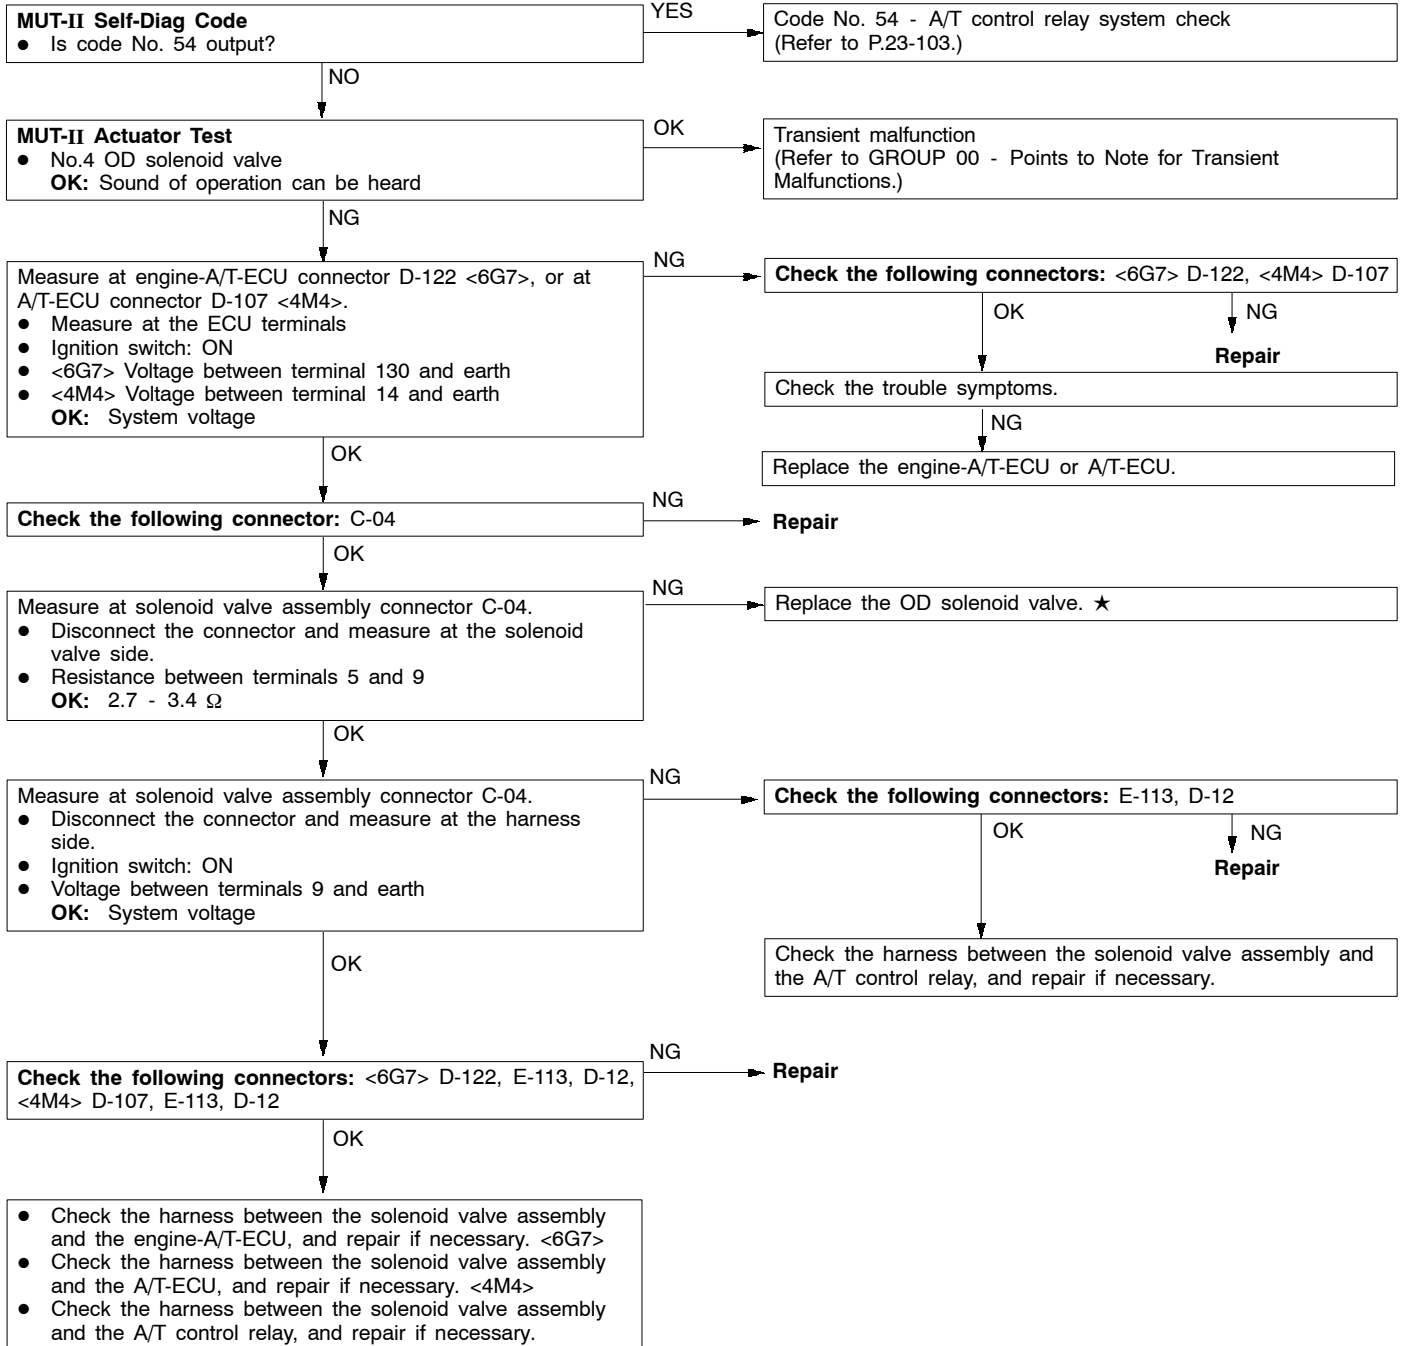 MUT-II Self-Diag Code
● Is code No. 54 output?
YES
Code No. 54 - A/T control relay system check
(Refer to P.23-103.)
NO
MUT-II Actuator Test
● No.4 OD solenoid valve
OK: Sound of operation can be heard
OK
Transient malfunction
(Refer to GROUP 00 - Points to Note for Transient
Malfunctions.)
NG
Measure at engine-A/T-ECU connector D-122 <6G7>, or at
A/T-ECU connector D-107 <4M4>.
● Measure at the ECU terminals
● Ignition switch: ON
● <6G7> Voltage between terminal 130 and earth
● <4M4> Voltage between terminal 14 and earth
OK: System voltage
NG
Check the following connectors: <6G7> D-122, <4M4> D-107
OK
NG
Repair
Check the trouble symptoms.
NG
Replace the engine-A/T-ECU or A/T-ECU.
OK
Check the following connector: C-04
NG
Repair
OK
Measure at solenoid valve assembly connector C-04.
● Disconnect the connector and measure at the solenoid
valve side.
● Resistance between terminals 5 and 9
OK: 2.7 - 3.4 Ω
NG
Replace the OD solenoid valve. ★
OK
Measure at solenoid valve assembly connector C-04.
● Disconnect the connector and measure at the harness
side.
● Ignition switch: ON
● Voltage between terminals 9 and earth
OK: System voltage
NG
Check the following connectors: E-113, D-12
OK
NG
Repair
Check the harness between the solenoid valve assembly and
the A/T control relay, and repair if necessary.
OK
Check the following connectors: <6G7> D-122, E-113, D-12,
<4M4> D-107, E-113, D-12
NG
Repair
OK
● Check the harness between the solenoid valve assembly
and the engine-A/T-ECU, and repair if necessary. <6G7>
● Check the harness between the solenoid valve assembly
and the A/T-ECU, and repair if necessary. <4M4>
● Check the harness between the solenoid valve assembly
and the A/T control relay, and repair if necessary.